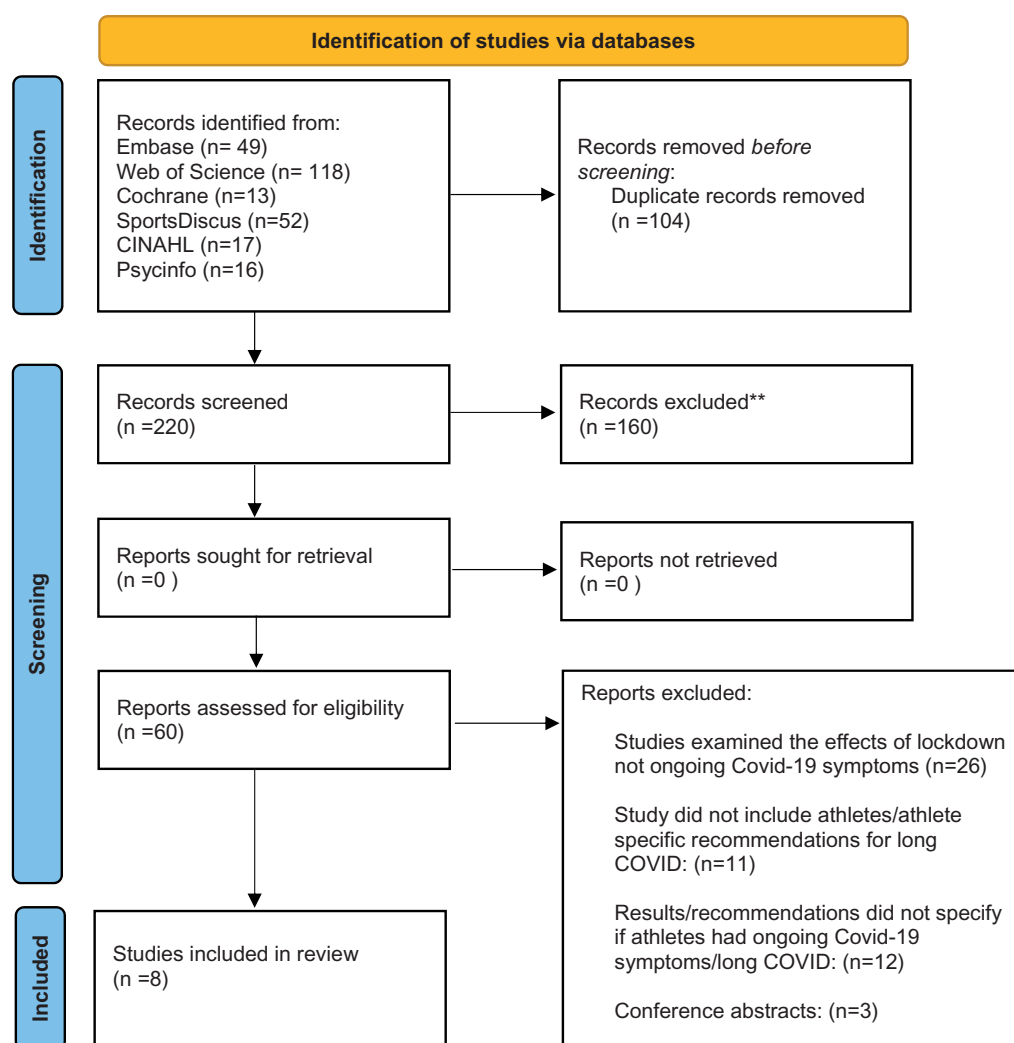 Identification of studies via databases
Identification
Records identified from:
Embase (n= 49)
Web of Science (n= 118)
Cochrane (n=13)
SportsDiscus (n=52)
CINAHL (n=17)
Psycinfo (n=16)
Records removed before
screening:
Duplicate records removed
(n =104)
Screening
Records screened
(n =220)
Records excluded**
(n =160)
Reports sought for retrieval
(n =0 )
Reports not retrieved
(n =0 )
Reports assessed for eligibility
(n =60)
Reports excluded:
Studies examined the effects of lockdown
not ongoing Covid-19 symptoms (n=26)
Study did not include athletes/athlete
specific recommendations for long
COVID: (n=11)
Results/recommendations did not specify
if athletes had ongoing Covid-19
symptoms/long COVID: (n=12)
Conference abstracts: (n=3)
Included
Studies included in review
(n =8)